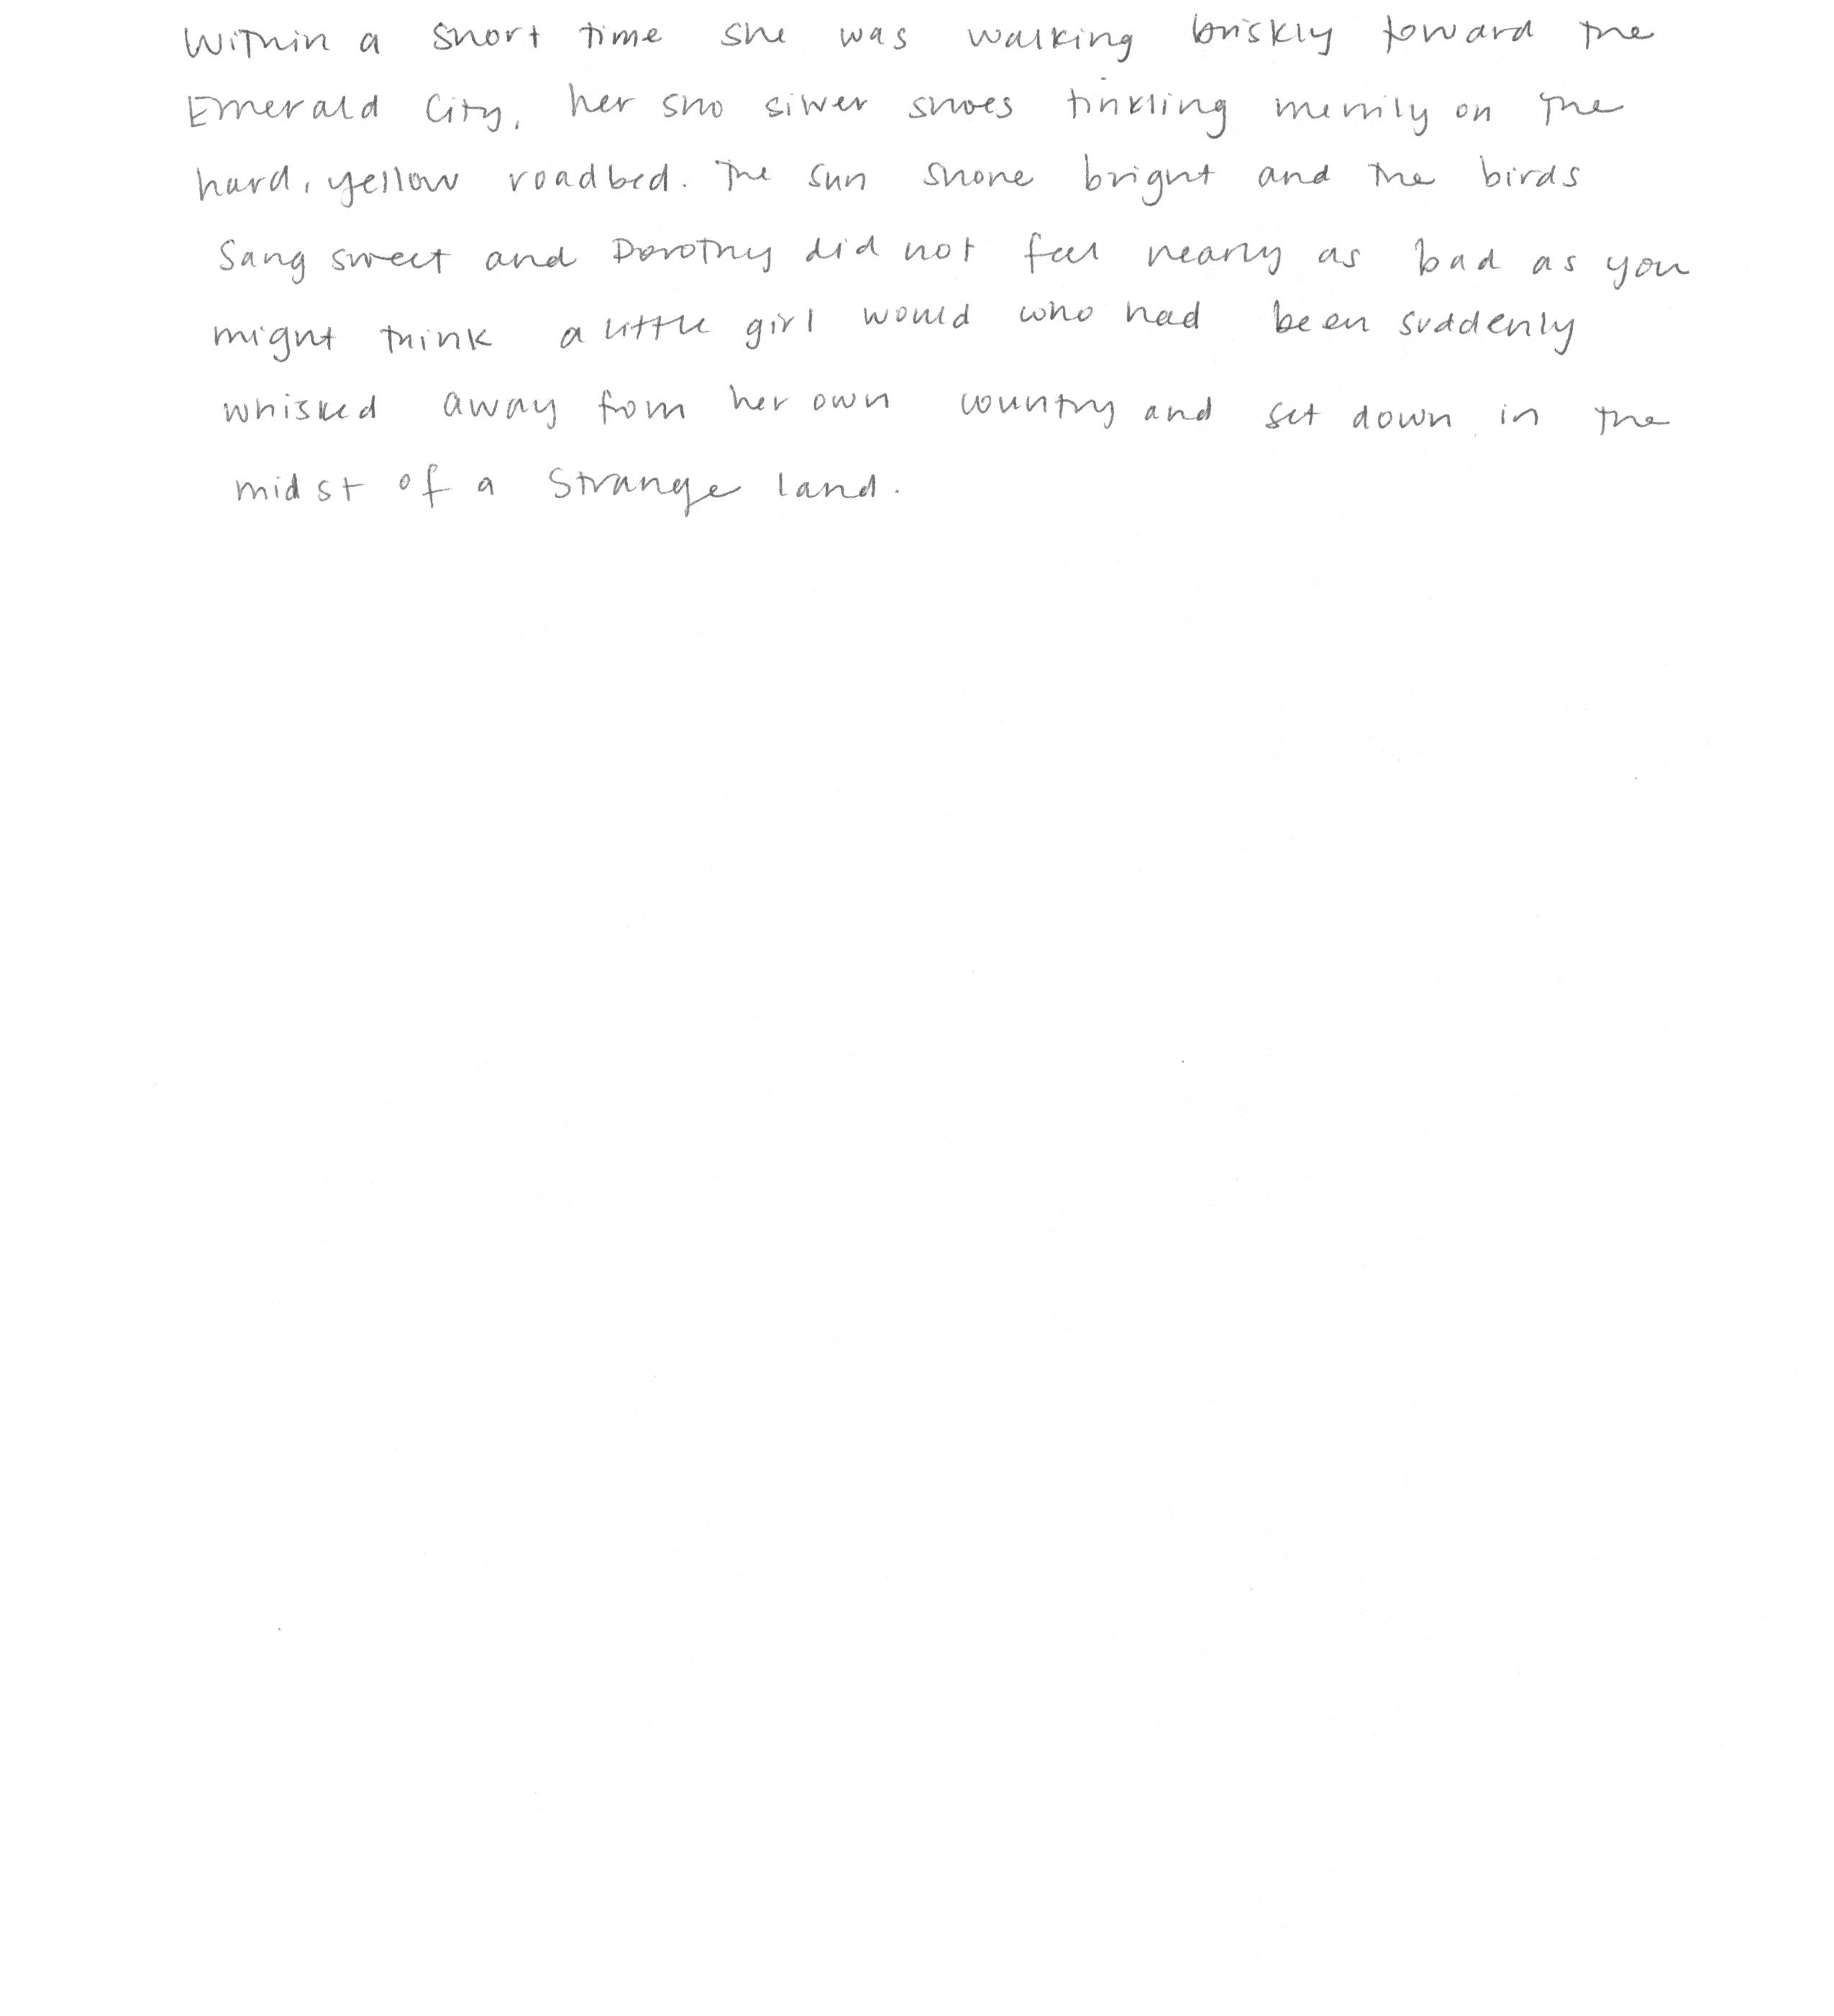 Within a short time she was walking briskly toward the
Emerald City, her sho silver shoes tinkling merrily on the
hard, yellow roadbed. The sun shone bright and the birds
Sang sweet and Dorothy did not feel nearly as bad as you
might think a little girl would who had been suddenly
whisked away from her own country and set down in the
midst of a strange land.